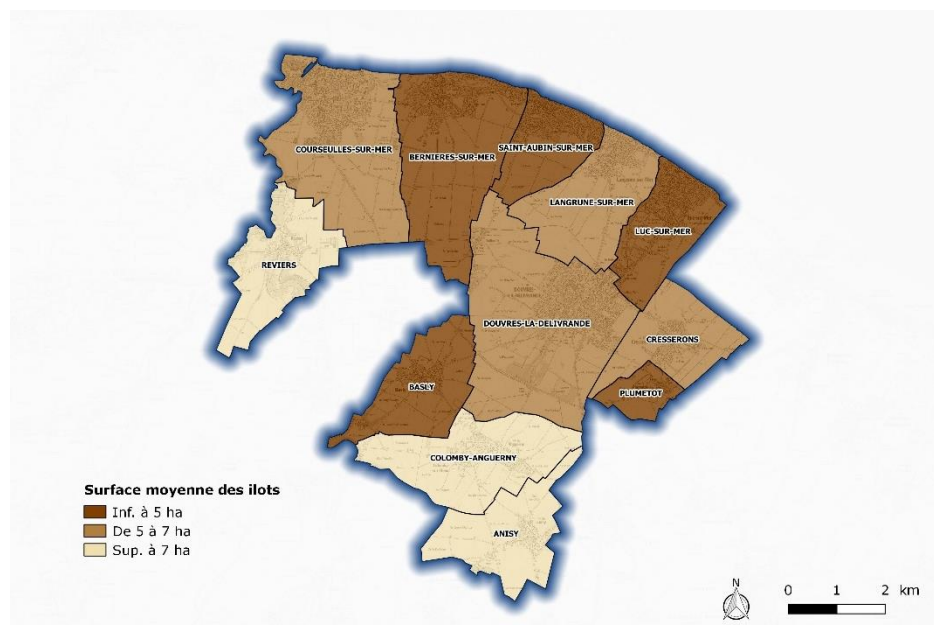 COURSEULLES-SUR-MER
BERNIERES-SUR-MER
SAINT-AUBIN-SUR-MER
LANGRUNE-SUR-MER
LUC-SUR-MER
REVIERS
DOUVRES-LA-DELIVRANDE
CRESSERONS
BASLY
PLUMETOT
COLOMBY-ANGUERNY
ANISY
Surface moyenne des ilots
Inf. à 5 ha
De 5 à 7 ha
Sup. à 7 ha
N
0 1 2 km